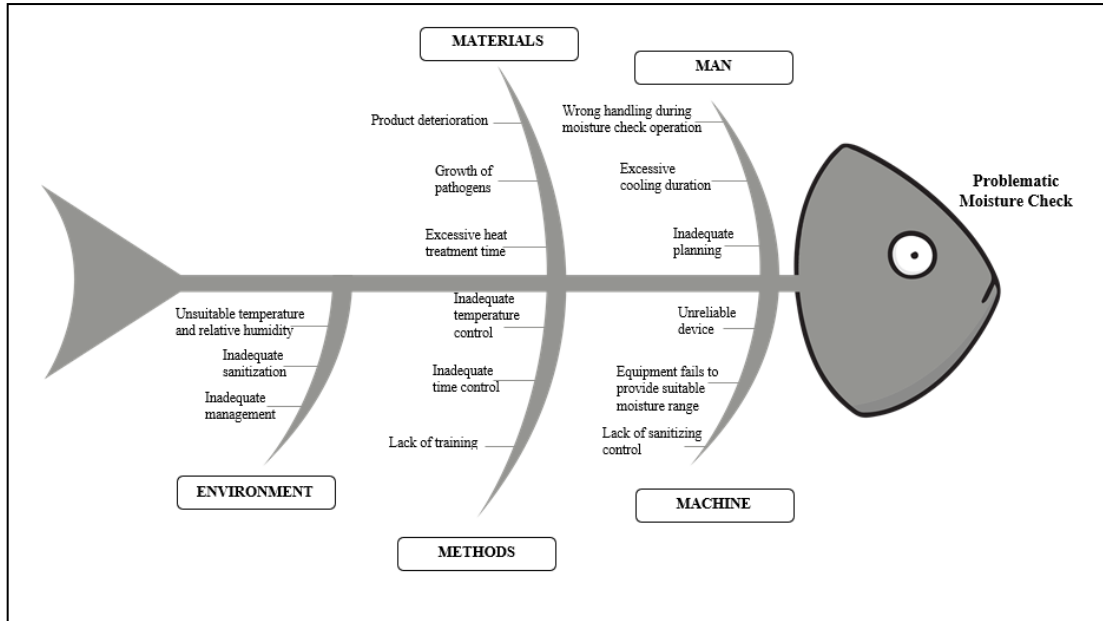 MATERIALS
Product deterioration
Growth of
pathogens
Excessive heat
treatment time
MAN
Wrong handling during
moisture check operation
Excessive
cooling duration
Inadequate
planning
Problematic
Moisture Check
Unsuitable temperature
and relative humidity
Inadequate
sanitization
Inadequate
management
ENVIRONMENT
Inadequate
temperature
control
Inadequate
time control
Lack of training
METHODS
Unreliable
device
Equipment fails to
provide suitable
moisture range
Lack of sanitizing
control
MACHINE